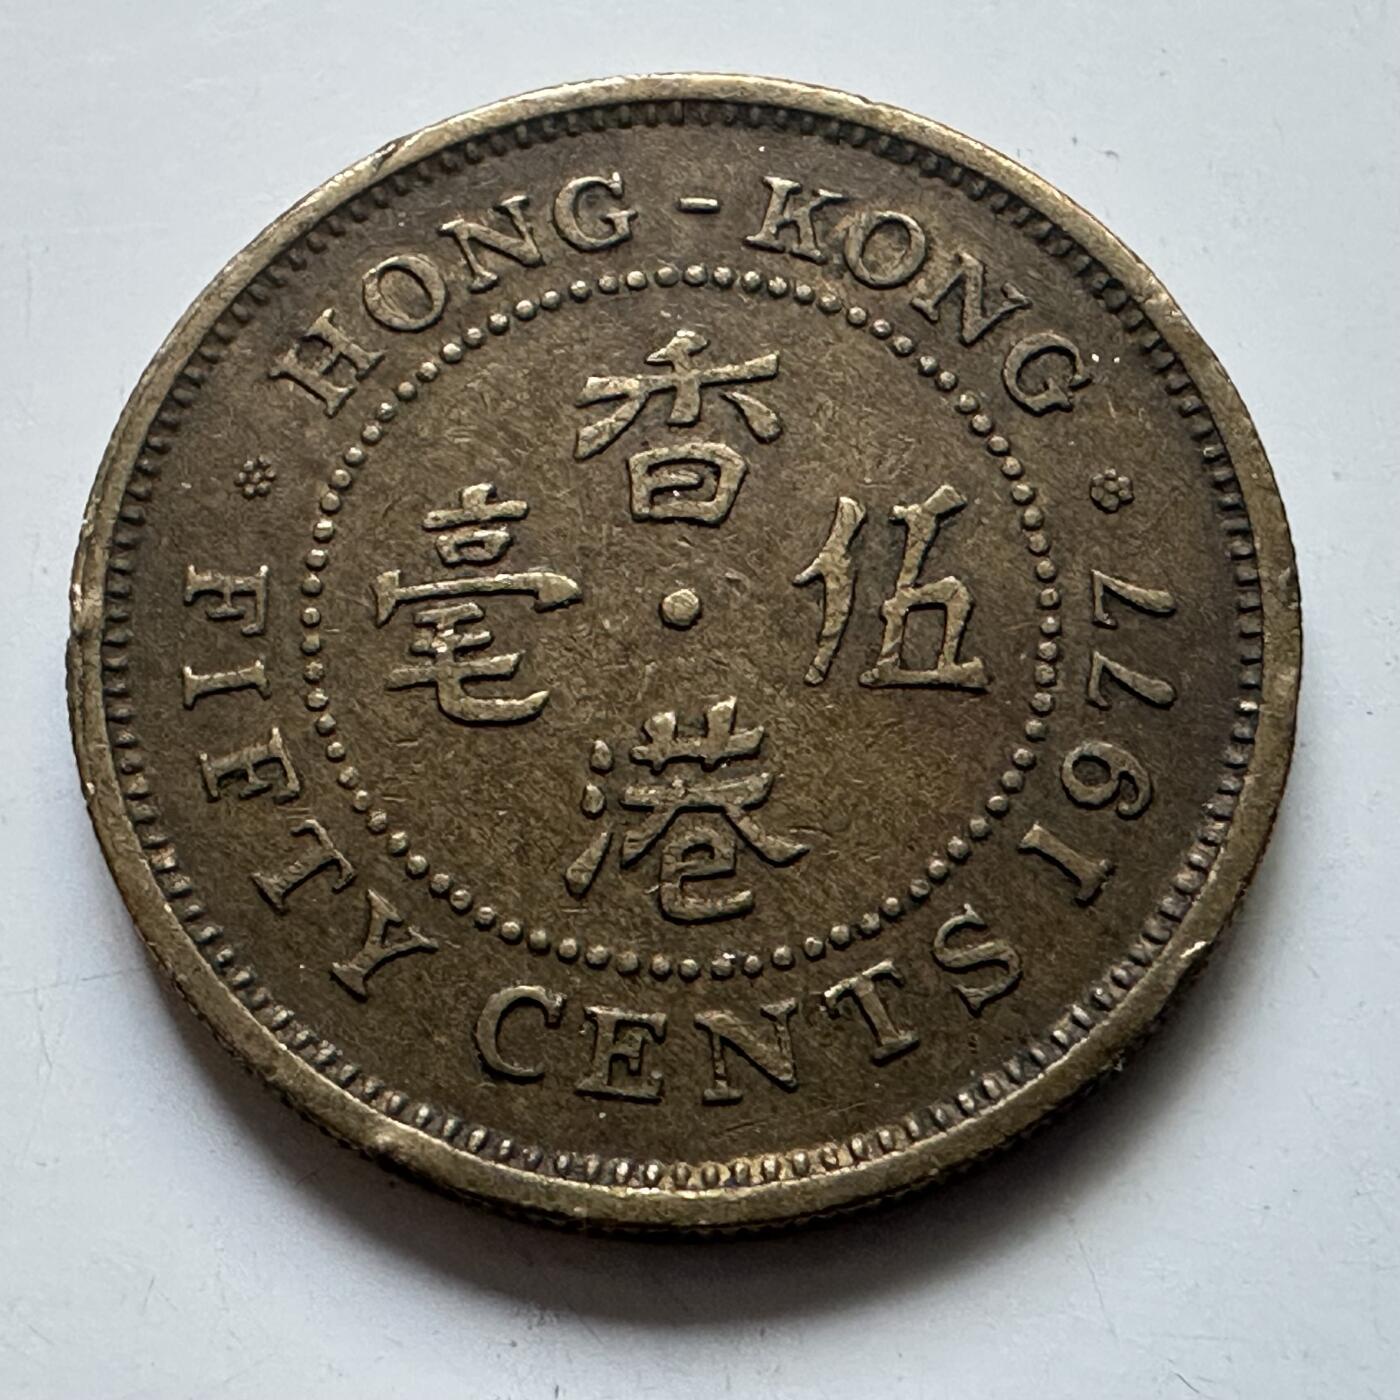 HONG - KONG
香港
伍毫
FIFTY CENTS 1977